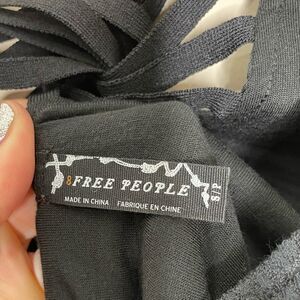 FREE PEOPLE
MADE IN CHINA FABRIQUE EN CHINE
S/P